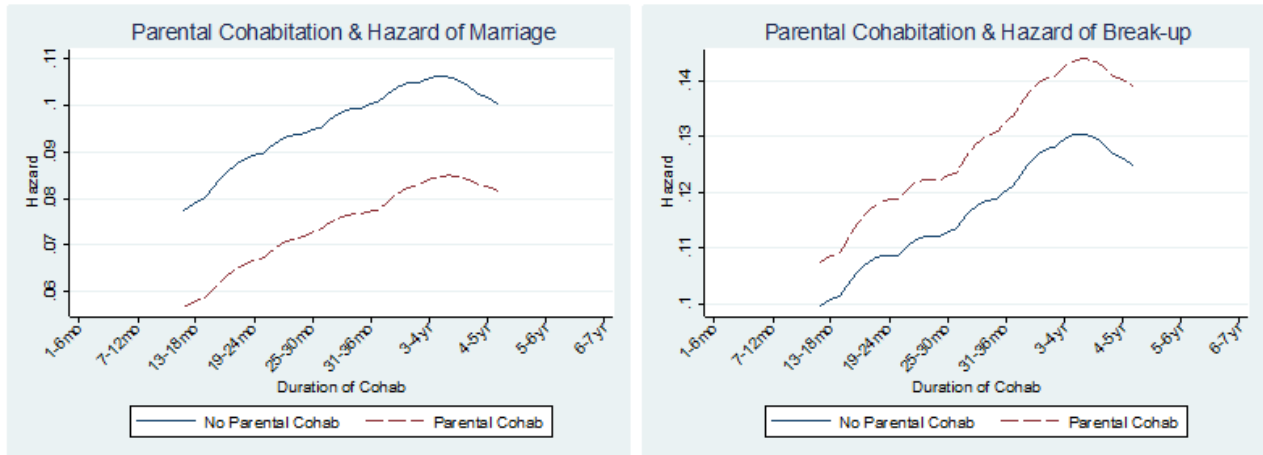 Parental Cohabitation & Hazard of Marriage
Hazard
.11
.1
.09
.08
.07
.06
1-6mo
7-12mo
13-18mo
19-24mo
25-30mo
31-36mo
3-4yr
4-5yr
5-6yr
6-7yr
Duration of Cohab
No Parental Cohab
Parental Cohab
Parental Cohabitation & Hazard of Break-up
Hazard
.14
.13
.12
.11
.1
1-6mo
7-12mo
13-18mo
19-24mo
25-30mo
31-36mo
3-4yr
4-5yr
5-6yr
6-7yr
Duration of Cohab
No Parental Cohab
Parental Cohab